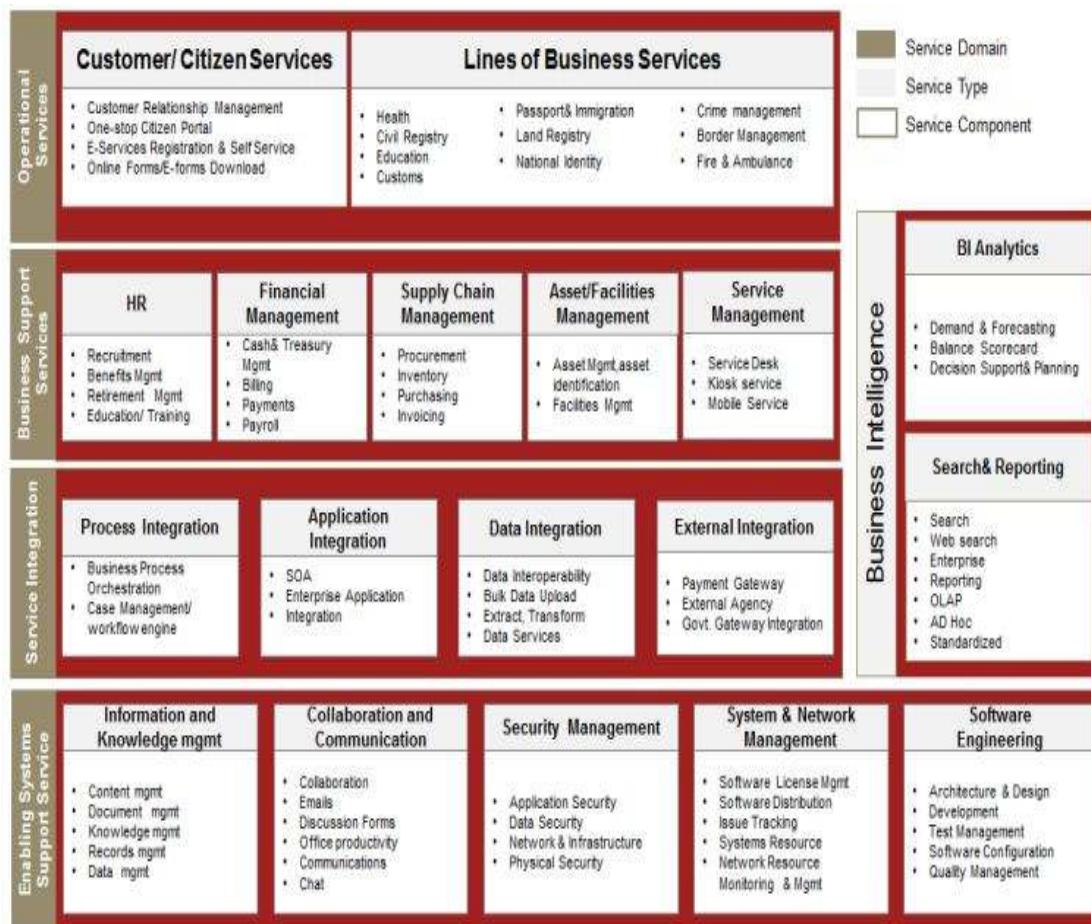 Operational
Services
Customer/ Citizen Services
• Customer Relationship Management
• One-stop Citizen Portal
• E-Services Registration & Self Service
• Online Forms/E-forms Download
Lines of Business Services
• Health
• Civil Registry
• Education
• Customs
• Passport& Immigration
• Land Registry
• National Identity
• Crime management
• Border Management
• Fire & Ambulance
Service Domain
Service Type
Service Component
Business Support
Services
HR
• Recruitment
• Benefits Mgmt
• Retirement Mgmt
• Education/ Training
Financial
Management
• Cash& Treasury
Mgmt
• Billing
• Payments
• Payroll
Supply Chain
Management
• Procurement
• Inventory
• Purchasing
• Invoicing
Asset/Facilities
Management
• Asset Mgmt,asset
identification
• Facilities Mgmt
Service
Management
• Service Desk
• Kiosk service
• Mobile Service
Business Intelligence
BI Analytics
• Demand & Forecasting
• Balance Scorecard
• Decision Support& Planning
Search& Reporting
• Search
• Web search
• Enterprise
• Reporting
• OLAP
• AD Hoc
• Standardized
Service Integration
Process Integration
• Business Process
Orchestration
• Case Management/
workflow engine
Application
Integration
• SOA
• Enterprise Application
• Integration
Data Integration
• Data Interoperability
• Bulk Data Upload
• Extract, Transform
• Data Services
External Integration
• Payment Gateway
• External Agency
• Govt. Gateway Integration
Enabling Systems
Support Service
Information and
Knowledge mgmt
• Content mgmt
• Document mgmt
• Knowledge mgmt
• Records mgmt
• Data mgmt
Collaboration and
Communication
• Collaboration
• Emails
• Discussion Forms
• Office productivity
• Communications
• Chat
Security Management
• Application Security
• Data Security
• Network & Infrastructure
• Physical Security
System & Network
Management
• Software License Mgmt
• Software Distribution
• Issue Tracking
• Systems Resource
• Network Resource
Monitoring & Mgmt
Software
Engineering
• Architecture & Design
• Development
• Test Management
• Software Configuration
• Quality Management